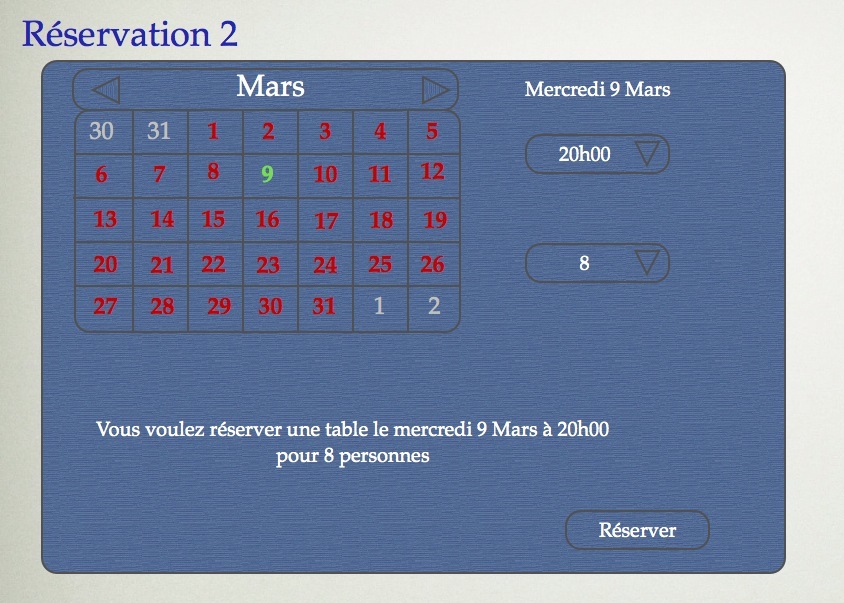 Réservation 2
Mars
30 31 1 2 3 4 5
6 7 8 9 10 11 12
13 14 15 16 17 18 19
20 21 22 23 24 25 26
27 28 29 30 31 1 2
Mercredi 9 Mars
20h00
8
Vous voulez réserver une table le mercredi 9 Mars à 20h00
pour 8 personnes
Réserver